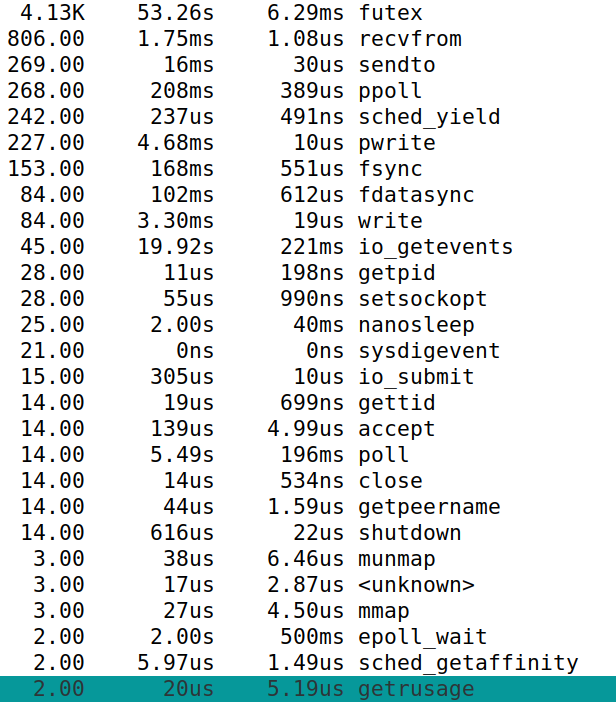 4.13K 53.26s 6.29ms futex
806.00 1.75ms 1.08us recvfrom
269.00 16ms 30us sendto
268.00 208ms 389us ppoll
242.00 237us 491ns sched_yield
227.00 4.68ms 10us pwrite
153.00 168ms 551us fsync
84.00 102ms 612us fdatasync
84.00 3.30ms 19us write
45.00 19.92s 221ms io_getevents
28.00 11us 198ns getpid
28.00 55us 990ns setsockopt
25.00 2.00s 40ms nanosleep
21.00 0ns 0ns sysdigevent
15.00 305us 10us io_submit
14.00 19us 699ns gettid
14.00 139us 4.99us accept
14.00 5.49s 196ms poll
14.00 14us 534ns close
14.00 44us 1.59us getpeername
14.00 616us 22us shutdown
3.00 38us 6.46us munmap
3.00 17us 2.87us <unknown>
3.00 27us 4.50us mmap
2.00 2.00s 500ms epoll_wait
2.00 5.97us 1.49us sched_getaffinity
2.00 20us 5.19us getrusage